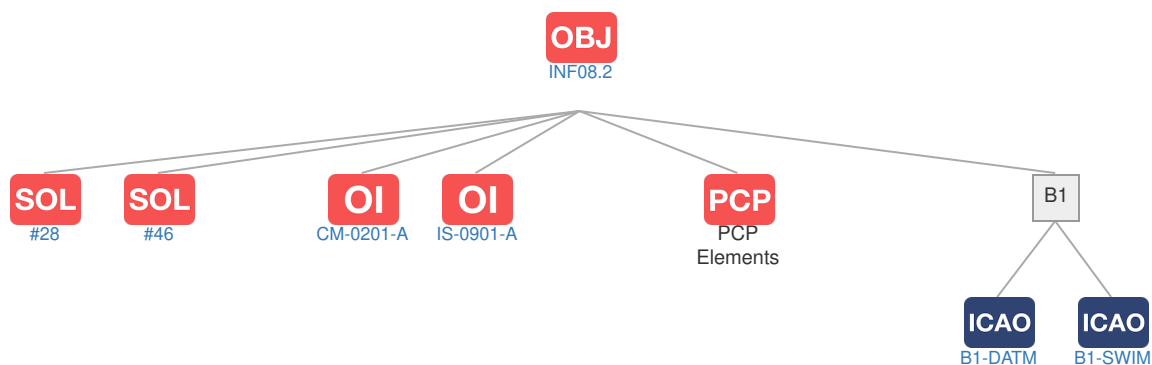 OBJ
INF08.2
SOL
#28
SOL
#46
OI
CM-0201-A
OI
IS-0901-A
PCP
PCP
Elements
B1
ICAO
B1-DATM
ICAO
B1-SWIM